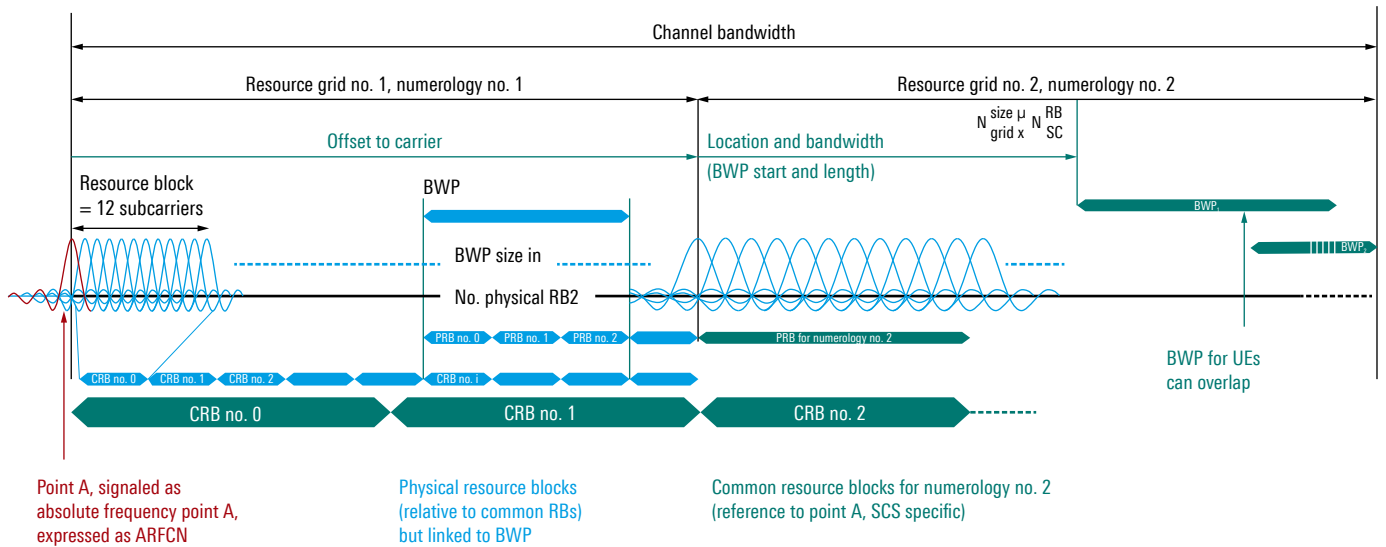 Channel bandwidth
Resource grid no. 1, numerology no. 1
Resource grid no. 2, numerology no. 2
N size μ grid x N RB SC
Offset to carrier
Location and bandwidth
(BWP start and length)
Resource block
= 12 subcarriers
BWP
BWP₁
BWP size in
BWP₂
No. physical RB2
PRB no. 0
PRB no. 1
PRB no. 2
PRB for numerology no. 2
BWP for UEs
can overlap
CRB no. 0
CRB no. 1
CRB no. 2
CRB no. i
CRB no. 0
CRB no. 1
CRB no. 2
Point A, signaled as
absolute frequency point A,
expressed as ARFCN
Physical resource blocks
(relative to common RBs)
but linked to BWP
Common resource blocks for numerology no. 2
(reference to point A, SCS specific)